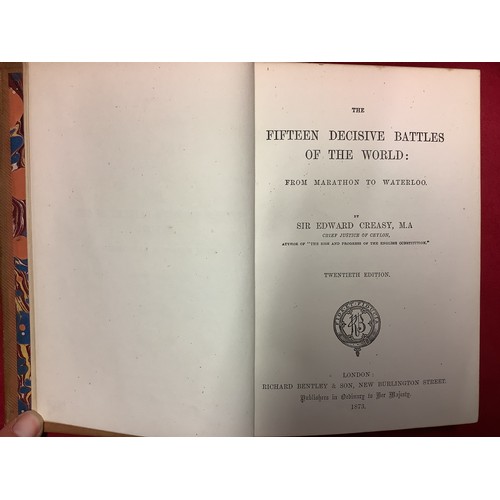 THE
FIFTEEN DECISIVE BATTLES
OF THE WORLD:
FROM MARATHON TO WATERLOO.
BY
SIR EDWARD CREASY, M.A
CHIEF JUSTICE OF CEYLON,
AUTHOR OF "THE RISE AND PROGRESS OF THE ENGLISH CONSTITUTION."
TWENTIETH EDITION.
LONDON:
RICHARD BENTLEY & SON, NEW BURLINGTON STREET.
Publishers in Ordinary to Her Majesty.